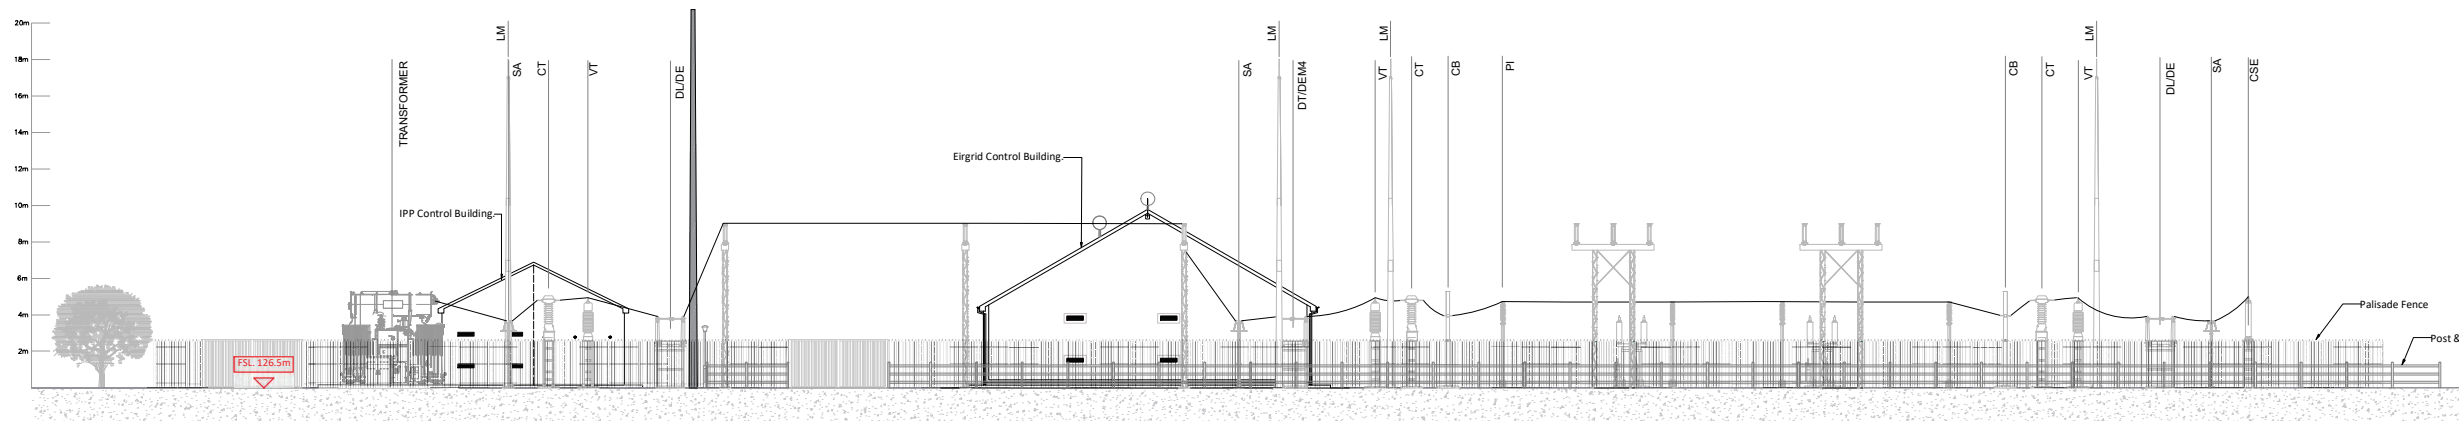 20m
18m
16m
14m
12m
10m
8m
6m
4m
2m
TRANSFORMER
LM
SA
CT
VT
DL/DE
SA
LM
DT/DEM4
VT
LM
CT
CB
PI
CB
CT
VT
LM
DL/DE
SA
CSE
IPP Control Building.
Eirgrid Control Building.
FSL. 126.5m
Palisade Fence
Post &